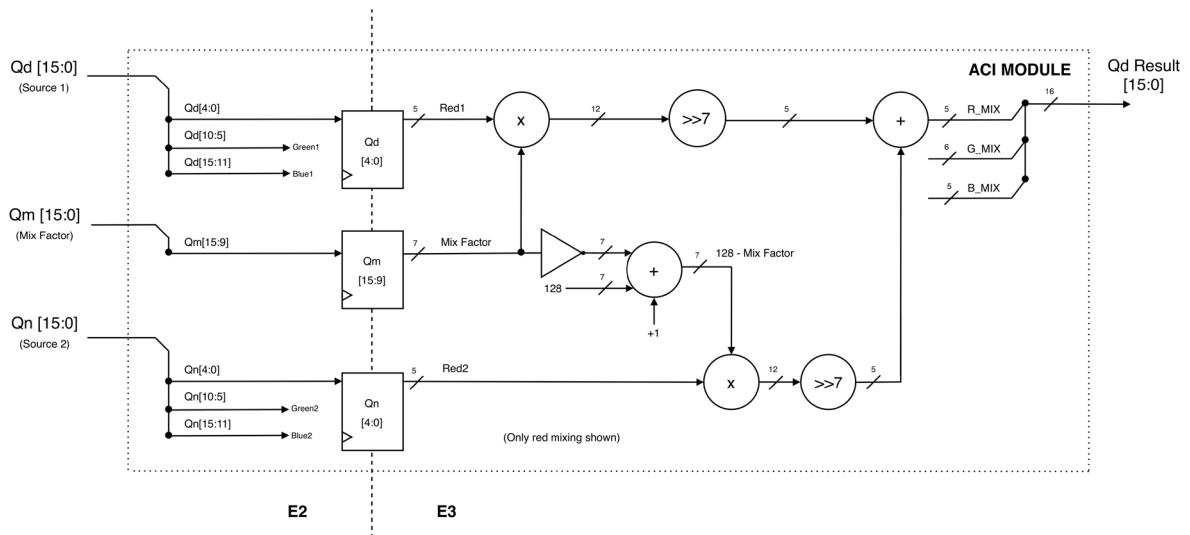 ACI MODULE
Qd [15:0]
(Source 1)
Qd[4:0]
Qd[10:5]
Green1
Qd[15:11]
Blue1
Qd
[4:0]
5
Red1
x
12
>>7
5
+
5
R_MIX
6
G_MIX
5
B_MIX
16
Qd Result
[15:0]
Qm [15:0]
(Mix Factor)
Qm[15:9]
Qm
[15:9]
7
Mix Factor
7
128
7
+
+1
7
128 - Mix Factor
Qn [15:0]
(Source 2)
Qn[4:0]
Qn[10:5]
Green2
Qn[15:11]
Blue2
Qn
[4:0]
5
Red2
x
12
>>7
5
(Only red mixing shown)
E2
E3